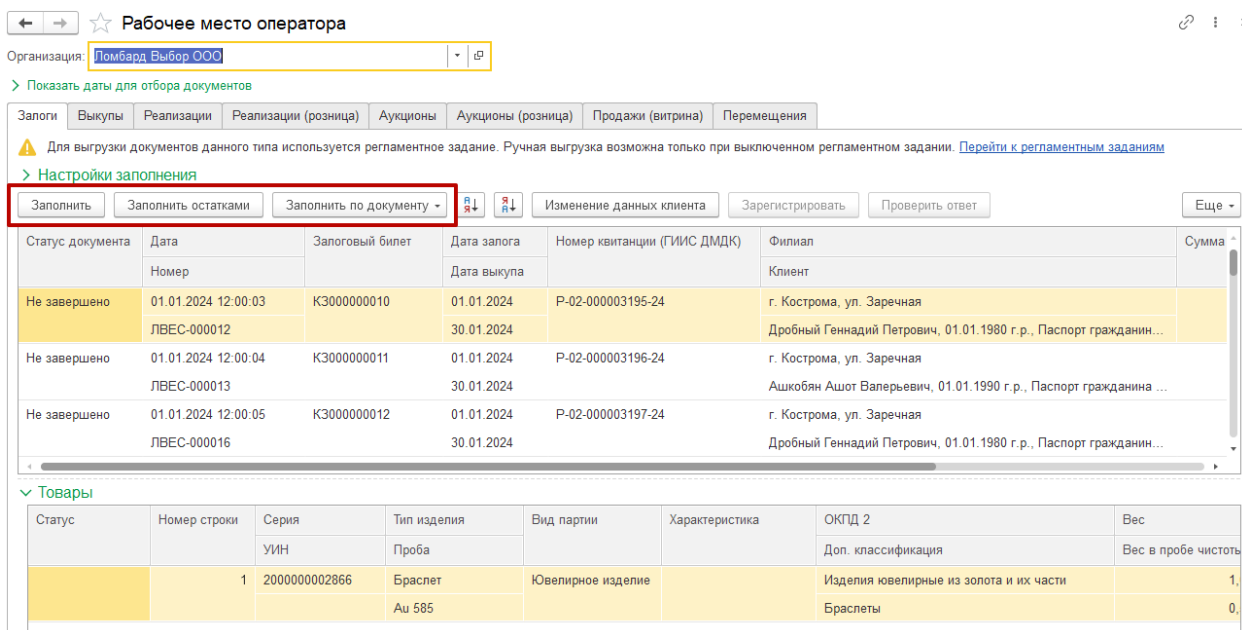 Рабочее место оператора
Организация: Ломбард Выбор ООО
Показать даты для отбора документов
Залоги Выкупы Реализации Реализации (розница) Аукционы Аукционы (розница) Продажи (витрина) Перемещения
Для выгрузки документов данного типа используется регламентное задание. Ручная выгрузка возможна только при выключенном регламентном задании. Перейти к регламентным заданиям
Настройки заполнения
Заполнить Заполнить остатками Заполнить по документу Изменение данных клиента Зарегистрировать Проверить ответ Еще
Статус документа Дата Залоговый билет Дата залога Номер квитанции (ГИИС ДМДК) Филиал Сумма
Номер Дата выкупа Клиент
Не завершено 01.01.2024 12:00:03 КЗ000000010 01.01.2024 Р-02-000003195-24 г. Кострома, ул. Заречная
ЛВЕС-000012 30.01.2024 Дробный Геннадий Петрович, 01.01.1980 г.р., Паспорт гражданин...
Не завершено 01.01.2024 12:00:04 КЗ000000011 01.01.2024 Р-02-000003196-24 г. Кострома, ул. Заречная
ЛВЕС-000013 30.01.2024 Ашкобян Ашот Валерьевич, 01.01.1990 г.р., Паспорт гражданина ...
Не завершено 01.01.2024 12:00:05 КЗ000000012 01.01.2024 Р-02-000003197-24 г. Кострома, ул. Заречная
ЛВЕС-000016 30.01.2024 Дробный Геннадий Петрович, 01.01.1980 г.р., Паспорт гражданин...
Товары
Статус Номер строки Серия Тип изделия Вид партии Характеристика ОКПД 2 Вес
УИН Проба Доп. классификация Вес в пробе чистоть
1 2000000002866 Браслет Ювелирное изделие Изделия ювелирные из золота и их части 1,
Au 585 Браслеты 0,